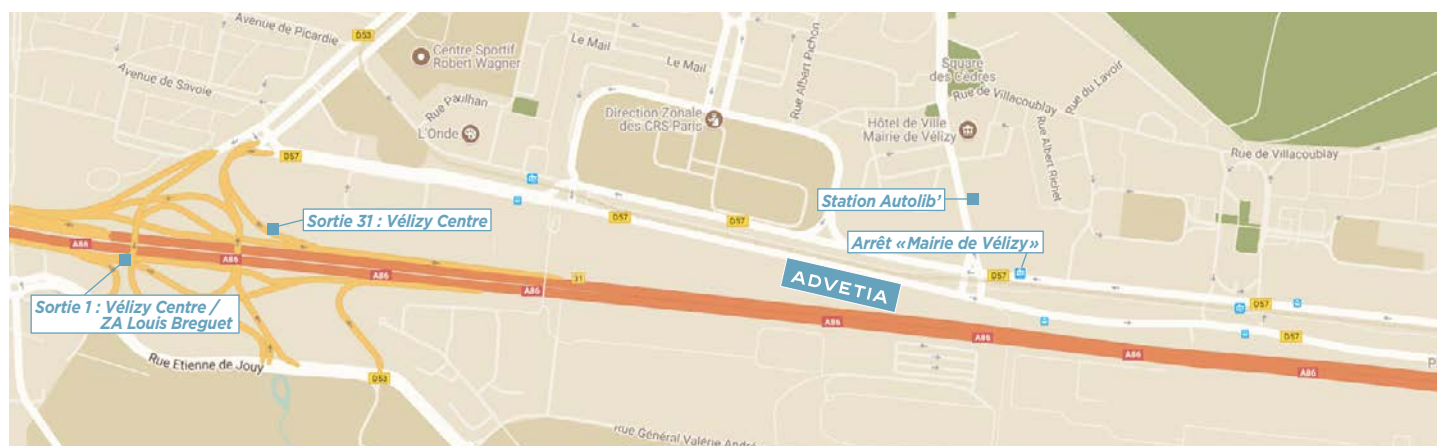 Avenue de Picardie
D53
Centre Sportif
Robert Wagner
Le Mail
Le Mail
Rue Albert Pichon
Square
des Cèdres
Rue de Villacoublay
Rue du Lavoir
Avenue de Savoie
Rue Paulhan
L'Onde
Direction Zonale
des CRS Paris
Hôtel de Ville
Mairie de Vélizy
Rue Albert Richet
Rue de Villacoublay
D57
Station Autolib'
D57
D57
Sortie 31 : Vélizy Centre
Arrêt «Mairie de Vélizy»
A86
A86
31
A86
D57
D57
ADVETIA
Sortie 1 : Vélizy Centre /
ZA Louis Breguet
A86
A86
D57
A86
A86
Rue Etienne de Jouy
D53
P
Rue Général Valérie André